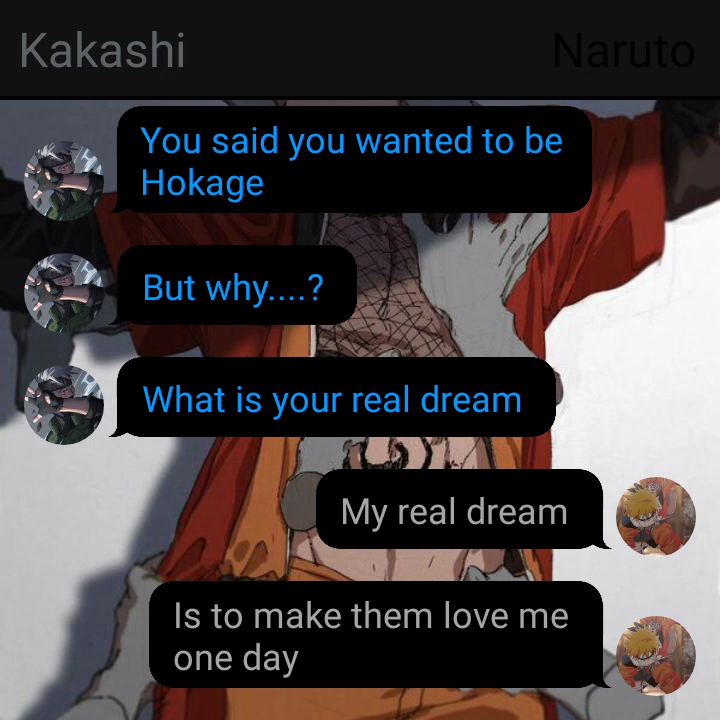 Kakashi
Naruto
You said you wanted to be
Hokage
But why....?
What is your real dream
My real dream
Is to make them love me
one day